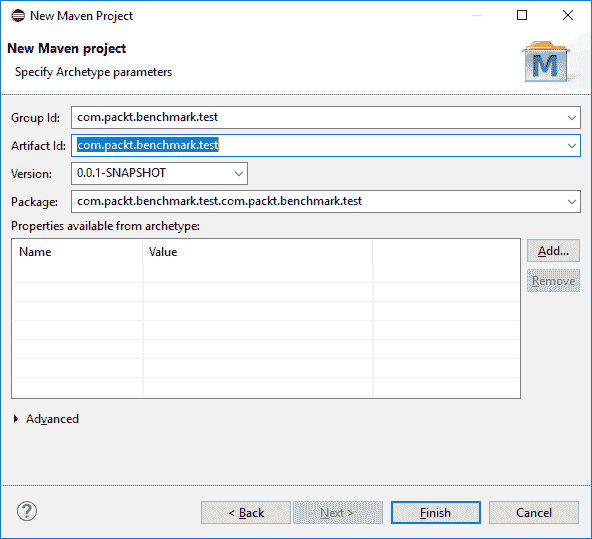 New Maven Project
New Maven project
Specify Archetype parameters
M
Group Id: com.packt.benchmark.test
Artifact Id: com.packt.benchmark.test
Version: 0.0.1-SNAPSHOT
Package: com.packt.benchmark.test.com.packt.benchmark.test
Properties available from archetype:
Name Value
Add...
Remove
Advanced
? < Back Next > Finish Cancel